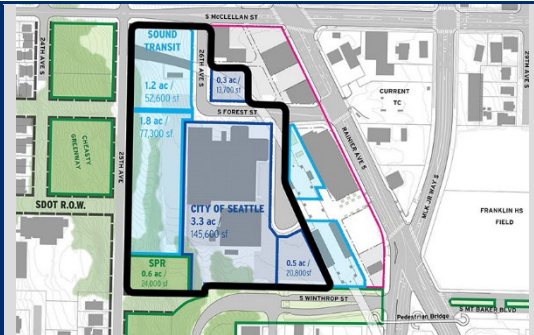 S McCLELLAN ST
24TH AVE S
SOUND
TRANSIT
26TH AVE S
29TH AVE S
1.2 ac /
52,600 sf
0.3 ac /
13,700 sf
CURRENT
TC
S FOREST ST
1.8 ac /
77,300 sf
CHEASTY
GREENWAY
25TH AVE
RAINIER AVE S
MLK JR WAY S
SDOT R.O.W.
CITY OF SEATTLE
3.3 ac /
145,600 sf
FRANKLIN HS
FIELD
SPR
0.6 ac /
24,000 sf
0.5 ac /
20,800sf
S WINTHROP ST
S MT BAKER BLVD
Pedestrian Bridge